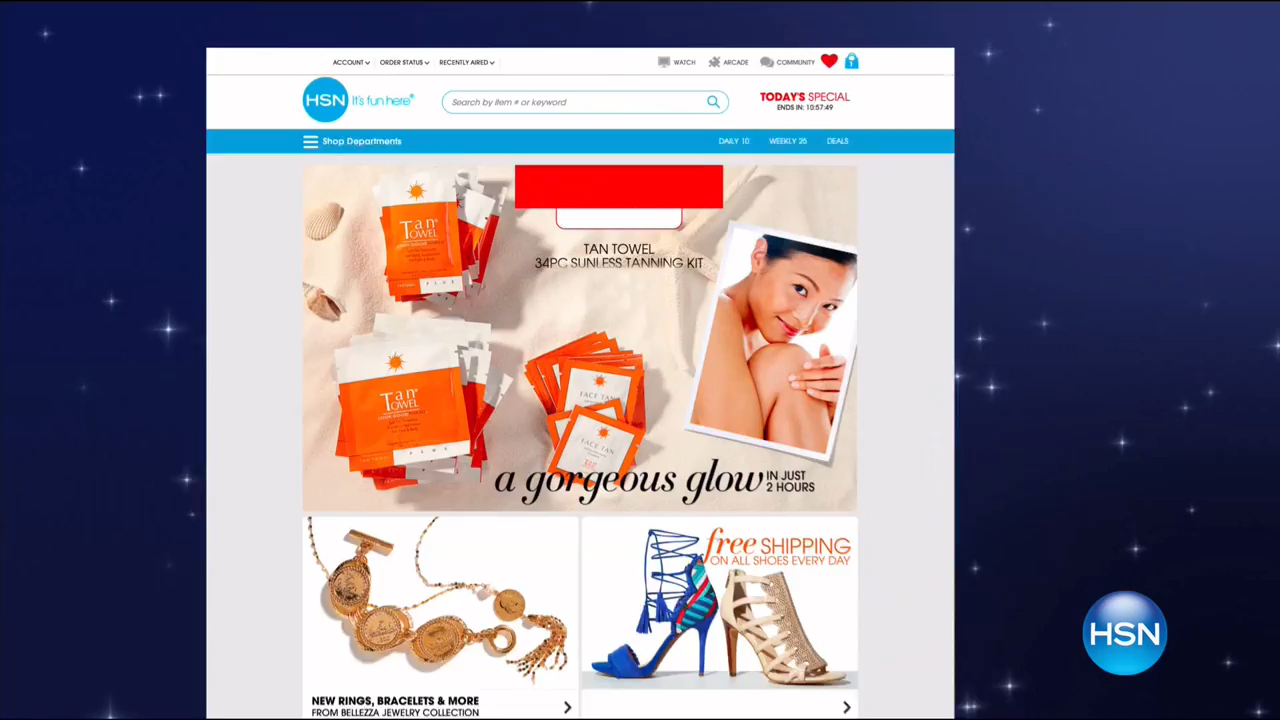 ACCOUNT ORDER STATUS RECENTLY AIRED WATCH ARCADE COMMUNITY
HSN It's fun here®
Search by item # or keyword
TODAY'S SPECIAL
ENDS IN: 10:57:49
Shop Departments
DAILY 10 WEEKLY 25 DEALS
Tan®
TOWEL
PLUS
TAN TOWEL
34PC SUNLESS TANNING KIT
Tan®
TOWEL
PLUS
FACE TAN
FACE TAN
a gorgeous glow IN JUST
2 HOURS
free SHIPPING
ON ALL SHOES EVERY DAY
NEW RINGS, BRACELETS & MORE
FROM BELLEZZA JEWELRY COLLECTION
HSN